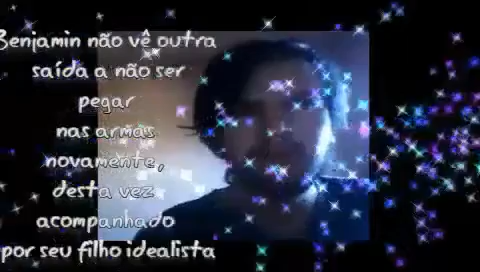 Benjamin não vê outra
saída a não ser
pegar
nas armas
novamente,
desta vez
acompanhado
por seu filho idealista